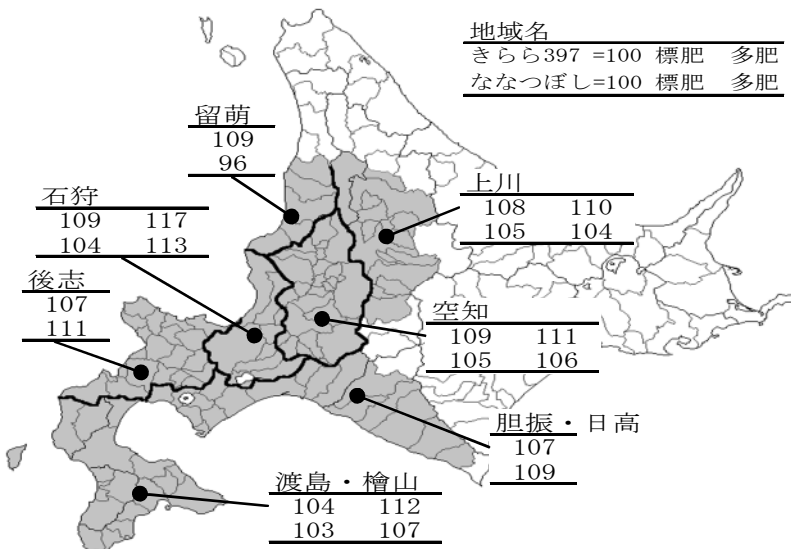 地域名
きらら397 =100 標肥 多肥
ななつぼし=100 標肥 多肥
留萌
109
96
石狩
109 117
104 113
上川
108 110
105 104
後志
107
111
空知
109 111
105 106
胆振・日高
107
109
渡島・檜山
104 112
103 107